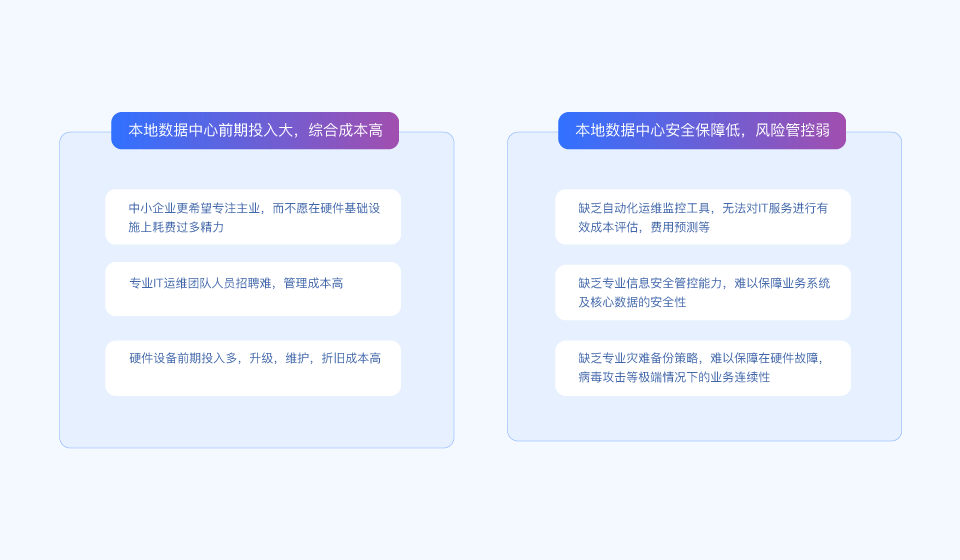 本地数据中心前期投入大，综合成本高
中小企业更希望专注主业，而不愿在硬件基础设
施上耗费过多精力
专业IT运维团队人员招聘难，管理成本高
硬件设备前期投入多，升级，维护，折旧成本高
本地数据中心安全保障低，风险管控弱
缺乏自动化运维监控工具，无法对IT服务进行有
效成本评估，费用预测等
缺乏专业信息安全管控能力，难以保障业务系统
及核心数据的安全性
缺乏专业灾难备份策略，难以保障在硬件故障，
病毒攻击等极端情况下的业务连续性